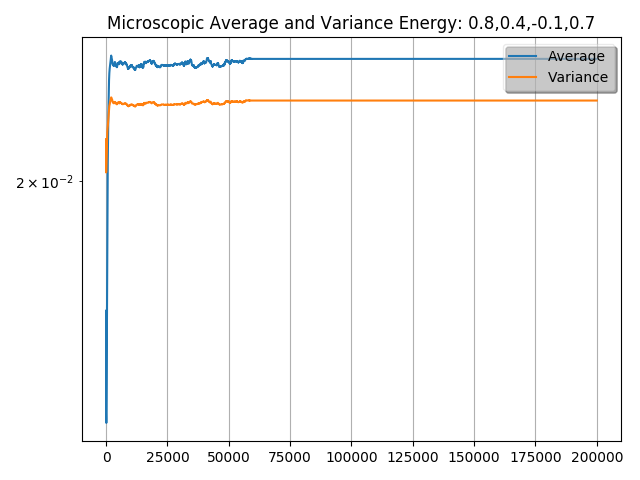 Microscopic Average and Variance Energy: 0.8,0.4,-0.1,0.7
Average
Variance
2 × 10⁻²
0 25000 50000 75000 100000 125000 150000 175000 200000